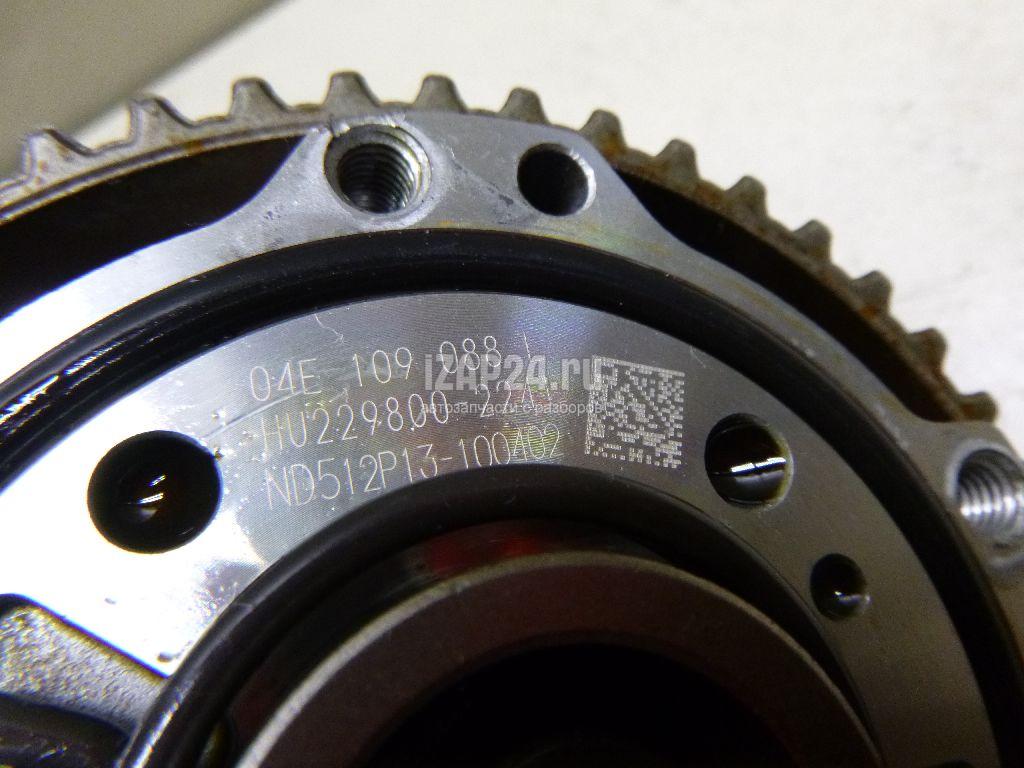 04E 109 088
iZAP24.ru
HU229800
автозапчасти с разборов
ND512P13-100402